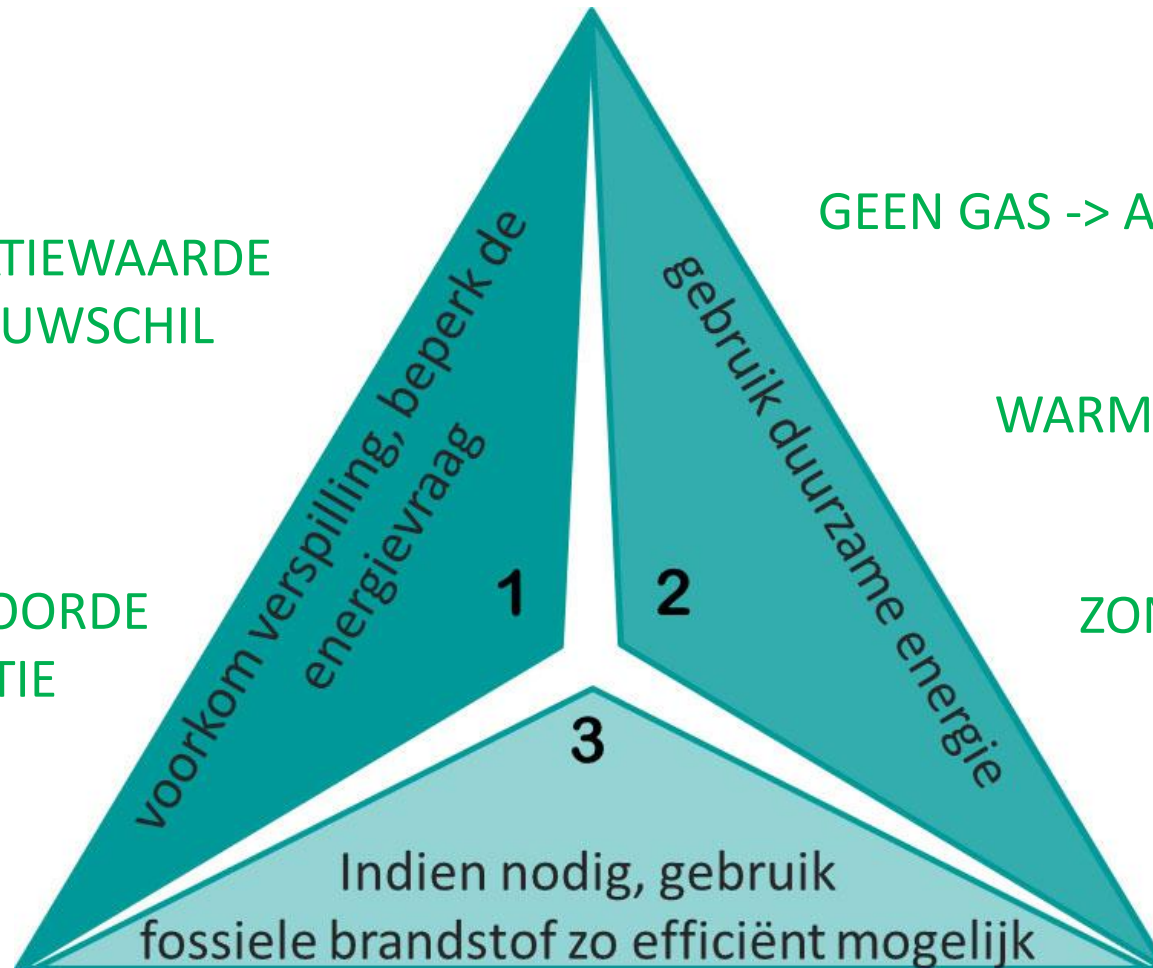 TIEWAARDE
UWSCHIL
OORDE
TIE
voorkom verspilling, beperk de
energievraag
1
gebruik duurzame energie
2
3
Indien nodig, gebruik
fossiele brandstof zo efficiënt mogelijk
GEEN GAS -> A
WARM
ZON